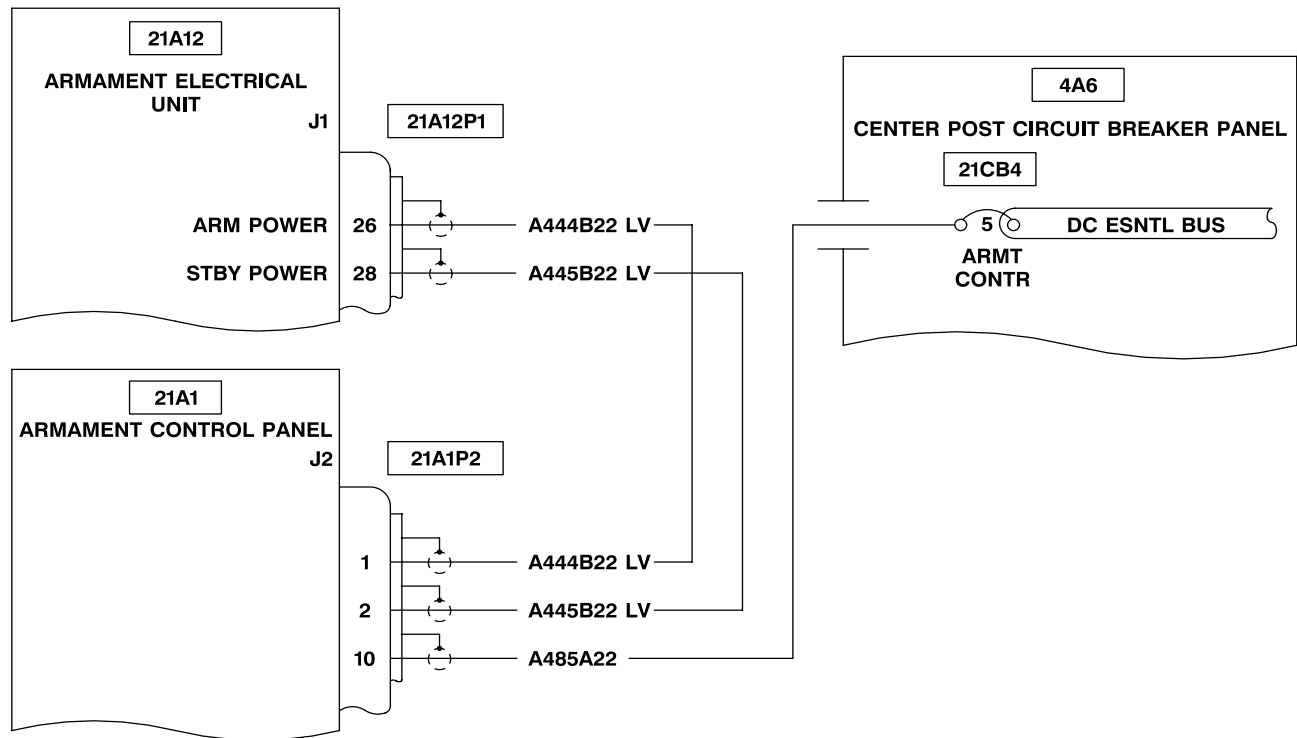 21A12
ARMAMENT ELECTRICAL
UNIT
J1
21A12P1
ARM POWER 26 A444B22 LV
STBY POWER 28 A445B22 LV
4A6
CENTER POST CIRCUIT BREAKER PANEL
21CB4
5 DC ESNTL BUS
ARMT
CONTR
21A1
ARMAMENT CONTROL PANEL
J2
21A1P2
1 A444B22 LV
2 A445B22 LV
10 A485A22